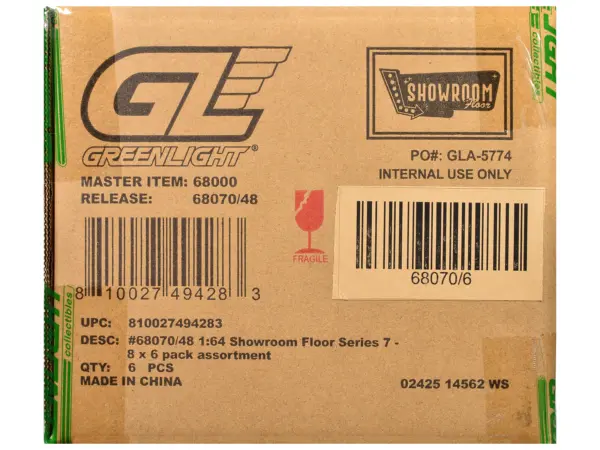 GL
GREENLIGHT®
SHOWROOM
Floor
PO#: GLA-5774
INTERNAL USE ONLY
MASTER ITEM: 68000
RELEASE: 68070/48
FRAGILE
8 10027 49428 3
68070/6
UPC: 810027494283
DESC: #68070/48 1:64 Showroom Floor Series 7 -
8 x 6 pack assortment
QTY: 6 PCS
MADE IN CHINA
02425 14562 WS
collectibles
collectibles